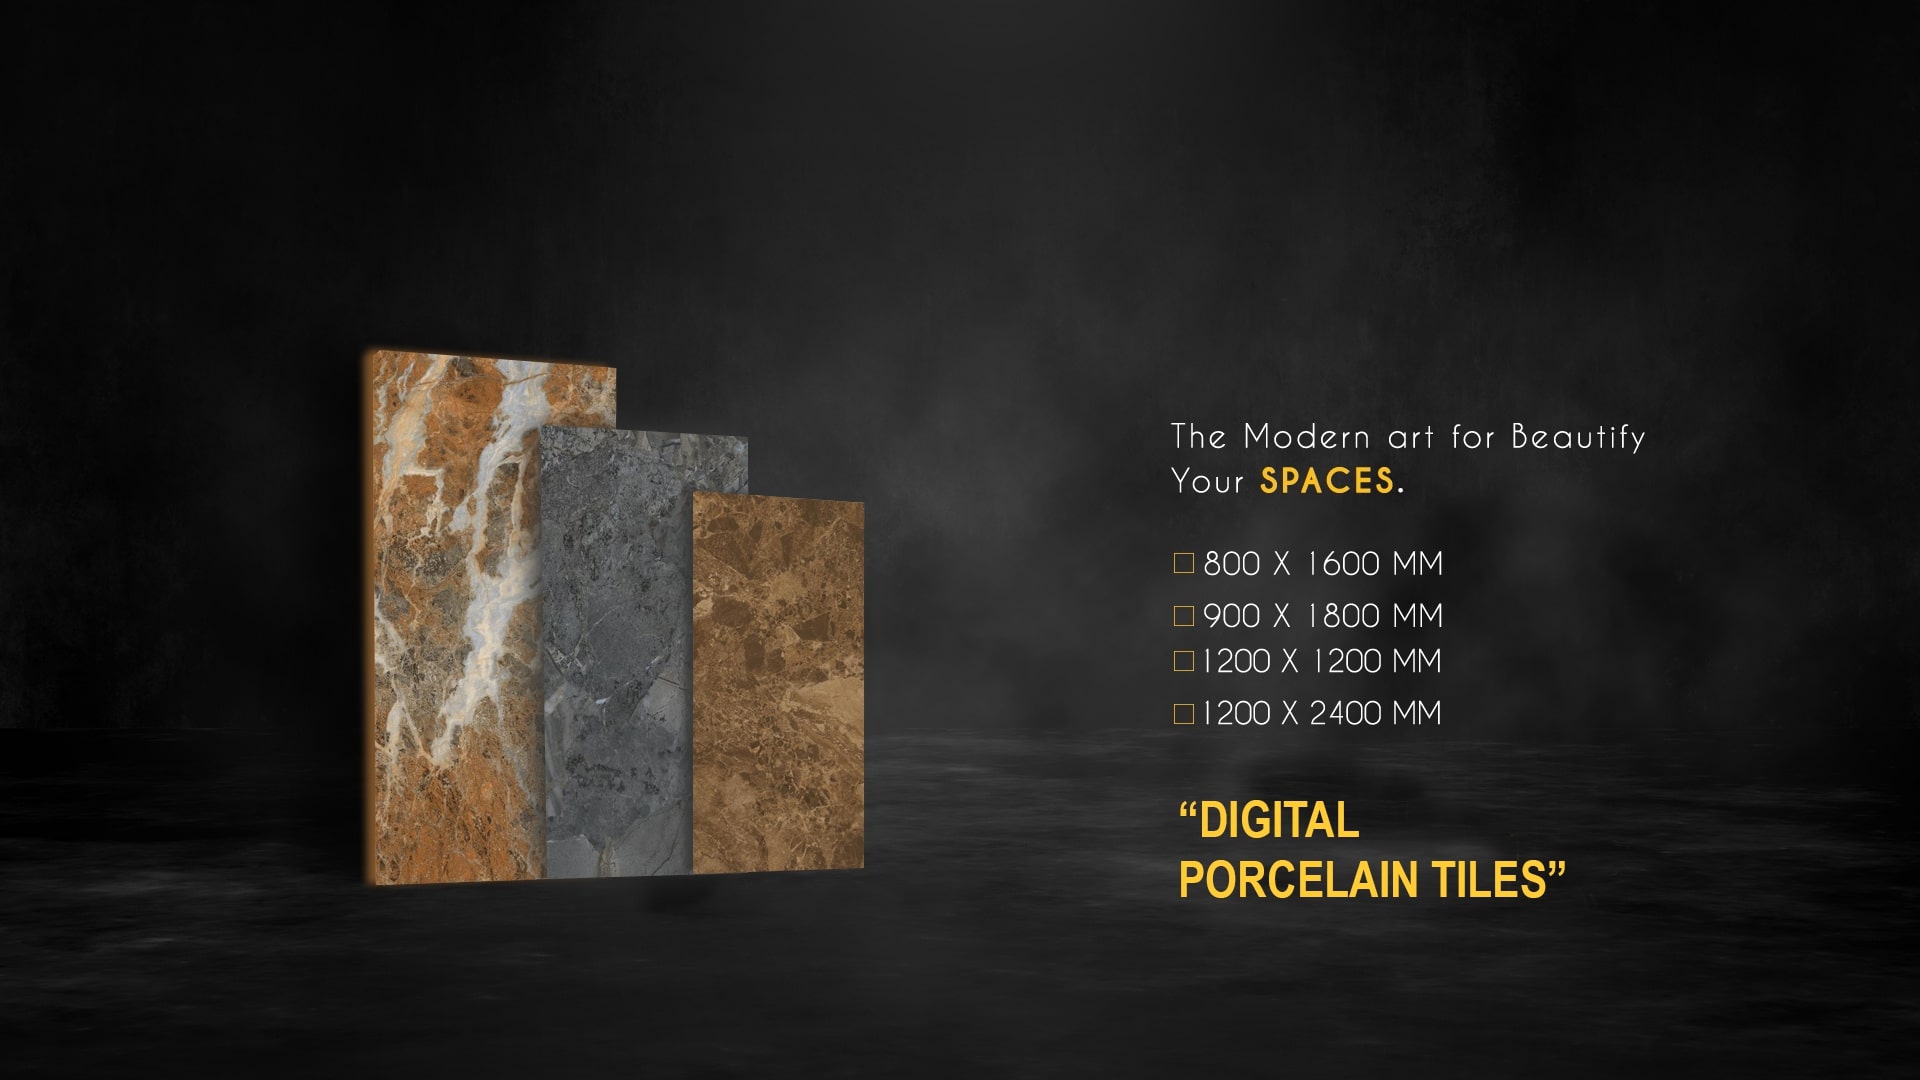 The Modern art for Beautify
Your SPACES.
800 X 1600 MM
900 X 1800 MM
1200 X 1200 MM
1200 X 2400 MM
“DIGITAL
PORCELAIN TILES”